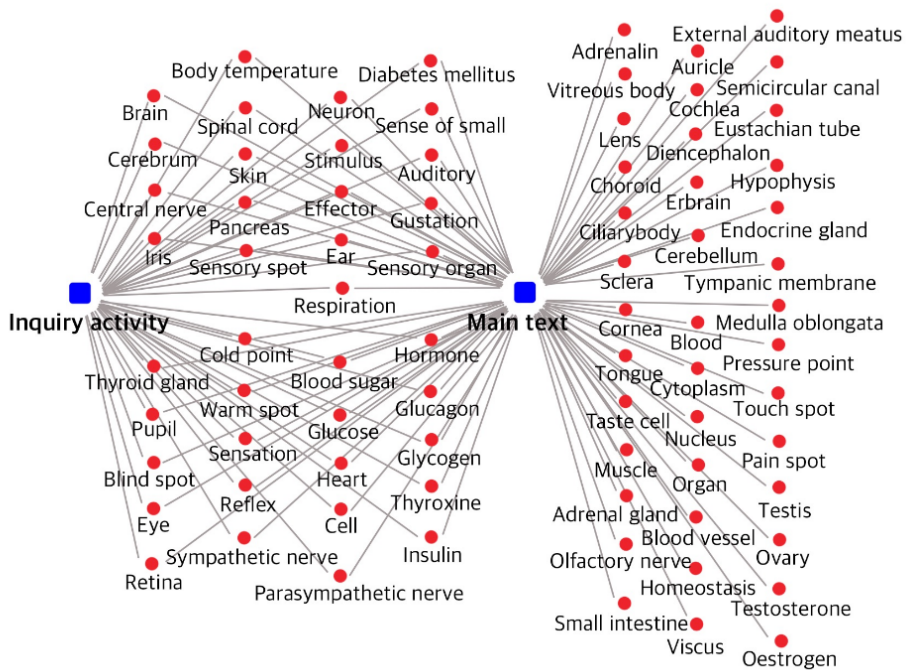 Body temperature
Diabetes mellitus
Brain
Neuron
Spinal cord
Sense of small
Cerebrum
Stimulus
Skin
Auditory
Central nerve
Effector
Pancreas
Gustation
Iris
Ear
Sensory spot
Sensory organ
Respiration
Inquiry activity
Main text
Cold point
Hormone
Thyroid gland
Blood sugar
Warm spot
Glucagon
Pupil
Glucose
Sensation
Glycogen
Blind spot
Heart
Reflex
Thyroxine
Eye
Cell
Sympathetic nerve
Insulin
Retina
Parasympathetic nerve
External auditory meatus
Adrenalin
Auricle
Semicircular canal
Vitreous body
Cochlea
Eustachian tube
Lens
Diencephalon
Choroid
Hypophysis
Erbrain
Endocrine gland
Ciliarybody
Cerebellum
Sclera
Tympanic membrane
Cornea
Medulla oblongata
Blood
Pressure point
Tongue
Cytoplasm
Touch spot
Taste cell
Nucleus
Pain spot
Muscle
Organ
Testis
Adrenal gland
Blood vessel
Ovary
Olfactory nerve
Homeostasis
Testosterone
Small intestine
Viscus
Oestrogen